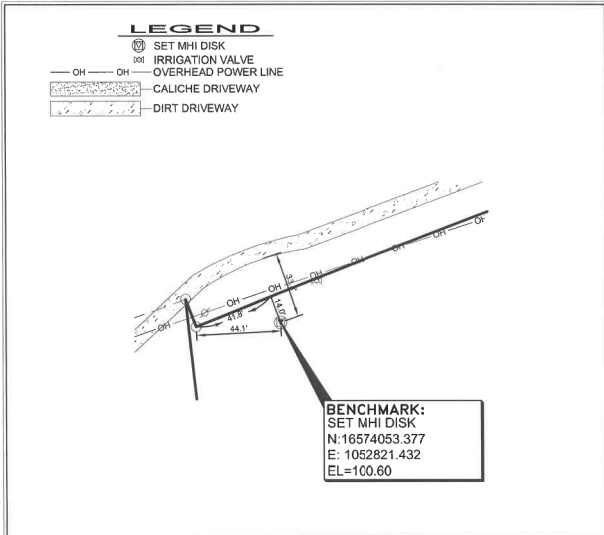 LEGEND
SET MHI DISK
IRRIGATION VALVE
OH OH OVERHEAD POWER LINE
CALICHE DRIVEWAY
DIRT DRIVEWAY
OH
OH
OH
OH
OH
OH
OH
14.0'
41.8'
44.1'
BENCHMARK:
SET MHI DISK
N:16574053.377
E: 1052821.432
EL=100.60